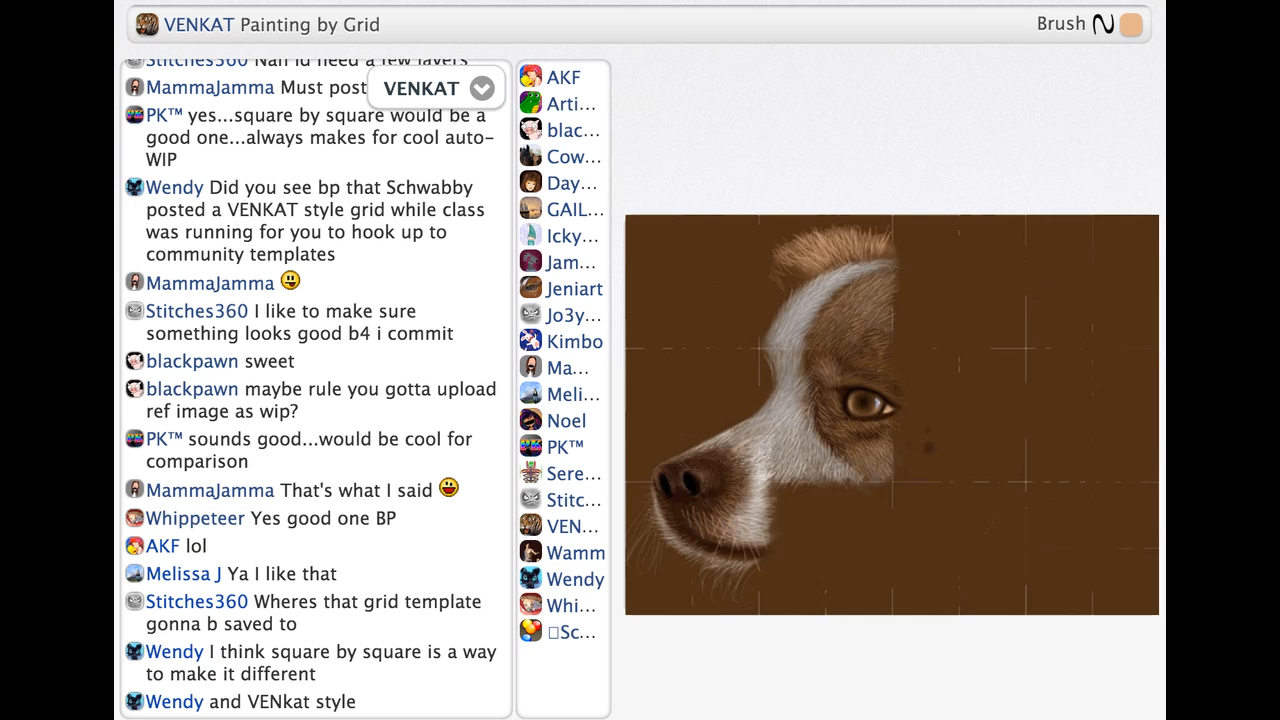 VENKAT Painting by Grid
Brush
Stitches360 Nah id need a few layers
MammaJamma Must post
VENKAT
PK™ yes...square by square would be a
good one...always makes for cool auto-
WIP
Wendy Did you see bp that Schwabby
posted a VENKAT style grid while class
was running for you to hook up to
community templates
MammaJamma
Stitches360 I like to make sure
something looks good b4 i commit
blackpawn sweet
blackpawn maybe rule you gotta upload
ref image as wip?
PK™ sounds good...would be cool for
comparison
MammaJamma That's what I said
Whippeteer Yes good one BP
AKF lol
Melissa J Ya I like that
Stitches360 Wheres that grid template
gonna b saved to
Wendy I think square by square is a way
to make it different
Wendy and VENkat style
AKF
Arti...
blac...
Cow...
Day...
GAIL...
Icky...
Jam...
Jeniart
Jo3y...
Kimbo
Ma...
Meli...
Noel
PK™
Sere...
Stitc...
VEN...
Wamm
Wendy
Whi...
Sc...